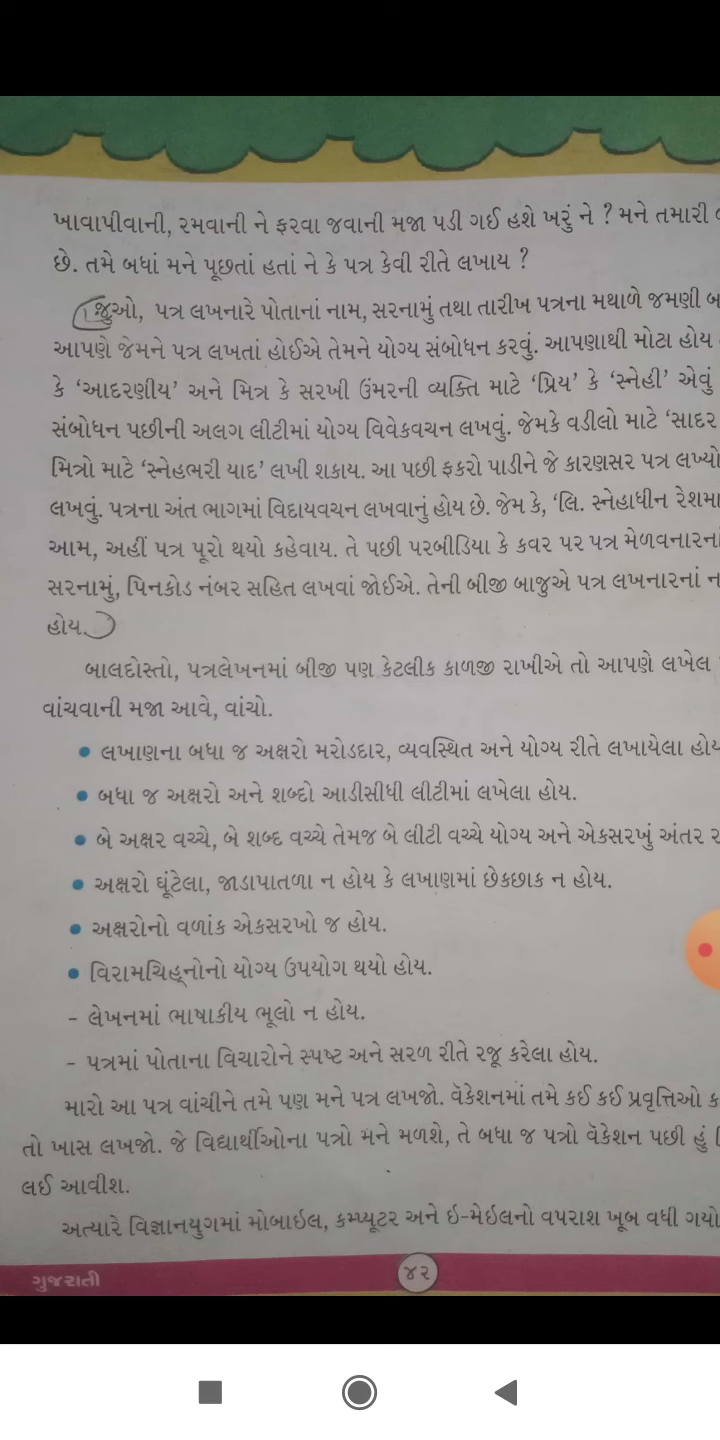 ખાવાપીવાની, રમવાની ને ફરવા જવાની મજા પડી ગઈ હશે ખરું ને ? મને તમારી
છે. તમે બધાં મને પૂછતાં હતાં ને કે પત્ર કેવી રીતે લખાય ?
જુઓ, પત્ર લખનારે પોતાનાં નામ, સરનામું તથા તારીખ પત્રના મથાળે જમણી
આપણે જેમને પત્ર લખતાં હોઈએ તેમને યોગ્ય સંબોધન કરવું. આપણાથી મોટા હોય
કે ‘આદરણીય’ અને મિત્ર કે સરખી ઉંમરની વ્યક્તિ માટે ‘પ્રિય’ કે ‘સ્નેહી’ એવું
સંબોધન પછીની અલગ લીટીમાં યોગ્ય વિવેકવચન લખવું. જેમકે વડીલો માટે ‘સાદર
મિત્રો માટે ‘સ્નેહભરી યાદ’ લખી શકાય. આ પછી ફકરો પાડીને જે કારણસર પત્ર લખ્યો
લખવું. પત્રના અંત ભાગમાં વિદાયવચન લખવાનું હોય છે. જેમ કે, ‘લિ. સ્નેહાધીન રેશમા
આમ, અહીં પત્ર પૂરો થયો કહેવાય. તે પછી પરબીડિયા કે કવર પર પત્ર મેળવનારનાં
સરનામું, પિનકોડ નંબર સહિત લખવાં જોઈએ. તેની બીજી બાજુએ પત્ર લખનારનાં
હોય.
બાલદોસ્તો, પત્રલેખનમાં બીજી પણ કેટલીક કાળજી રાખીએ તો આપણે લખેલ
વાંચવાની મજા આવે, વાંચો.
• લખાણના બધા જ અક્ષરો મરોડદાર, વ્યવસ્થિત અને યોગ્ય રીતે લખાયેલા હોય
• બધા જ અક્ષરો અને શબ્દો આડીસીધી લીટીમાં લખેલા હોય.
• બે અક્ષર વચ્ચે, બે શબ્દ વચ્ચે તેમજ બે લીટી વચ્ચે યોગ્ય અને એકસરખું અંતર
• અક્ષરો ઘૂંટેલા, જાડાપાતળા ન હોય કે લખાણમાં છેકછાક ન હોય.
• અક્ષરોનો વળાંક એકસરખો જ હોય.
• વિરામચિહ્નોનો યોગ્ય ઉપયોગ થયો હોય.
- લેખનમાં ભાષાકીય ભૂલો ન હોય.
- પત્રમાં પોતાના વિચારોને સ્પષ્ટ અને સરળ રીતે રજૂ કરેલા હોય.
મારો આ પત્ર વાંચીને તમે પણ મને પત્ર લખજો. વૅકેશનમાં તમે કઈ કઈ પ્રવૃત્તિઓ
તો ખાસ લખજો. જે વિદ્યાર્થીઓના પત્રો મને મળશે, તે બધા જ પત્રો વૅકેશન પછી હું
લઈ આવીશ.
અત્યારે વિજ્ઞાનયુગમાં મોબાઇલ, કમ્પ્યૂટર અને ઇ-મેઇલનો વપરાશ ખૂબ વધી ગયો
ગુજરાતી
૪૨